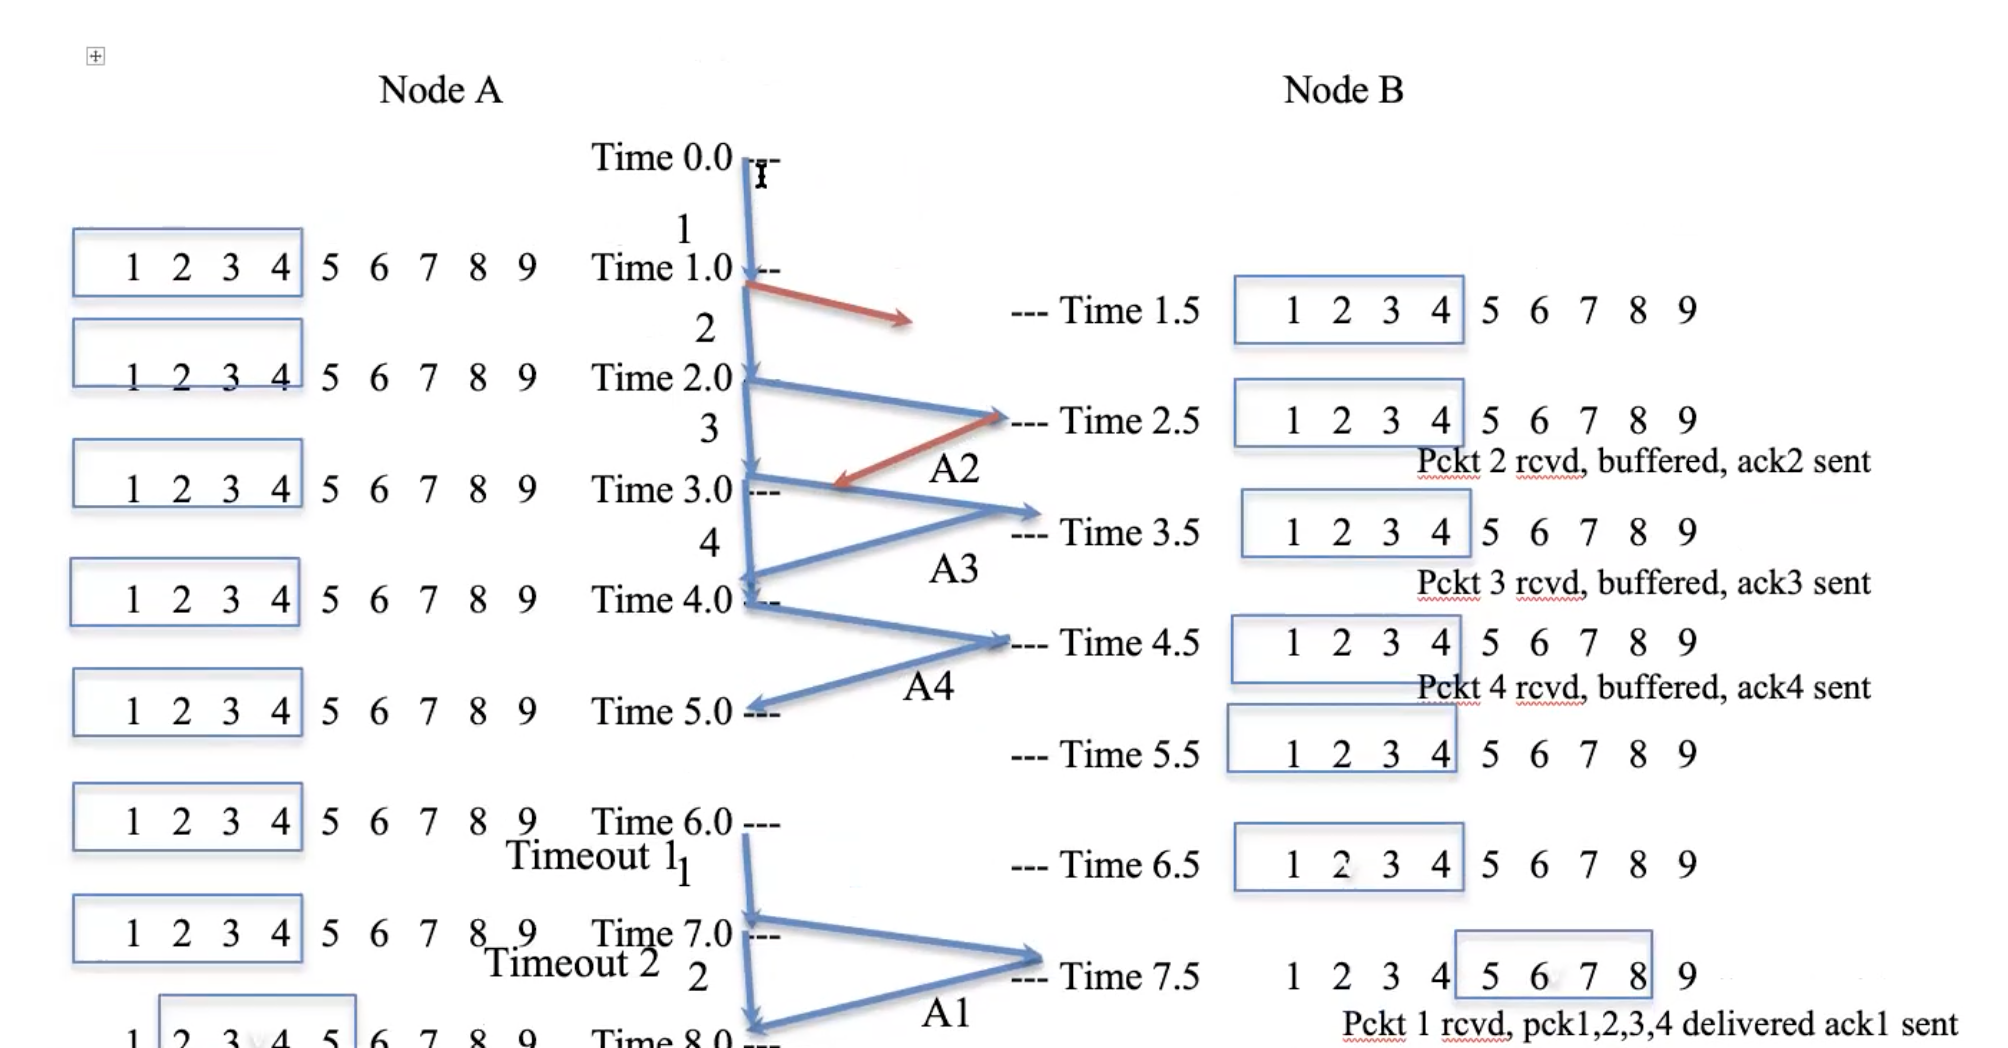 Node A Node B
Time 0.0 ---
1
1 2 3 4 5 6 7 8 9 Time 1.0 ---
--- Time 1.5 1 2 3 4 5 6 7 8 9
2
1 2 3 4 5 6 7 8 9 Time 2.0
--- Time 2.5 1 2 3 4 5 6 7 8 9
3
Pckt 2 rcvd, buffered, ack2 sent
A2
1 2 3 4 5 6 7 8 9 Time 3.0 ---
--- Time 3.5 1 2 3 4 5 6 7 8 9
4
A3
Pckt 3 rcvd, buffered, ack3 sent
1 2 3 4 5 6 7 8 9 Time 4.0 ---
--- Time 4.5 1 2 3 4 5 6 7 8 9
A4
Pckt 4 rcvd, buffered, ack4 sent
1 2 3 4 5 6 7 8 9 Time 5.0 ---
--- Time 5.5 1 2 3 4 5 6 7 8 9
1 2 3 4 5 6 7 8 9 Time 6.0 ---
Timeout 1
1
--- Time 6.5 1 2 3 4 5 6 7 8 9
1 2 3 4 5 6 7 8 9 Time 7.0 ---
Timeout 2
2
--- Time 7.5 1 2 3 4 5 6 7 8 9
A1
Pckt 1 rcvd, pck1,2,3,4 delivered ack1 sent
1 2 3 4 5 6 7 8 9 Time 8.0 ---